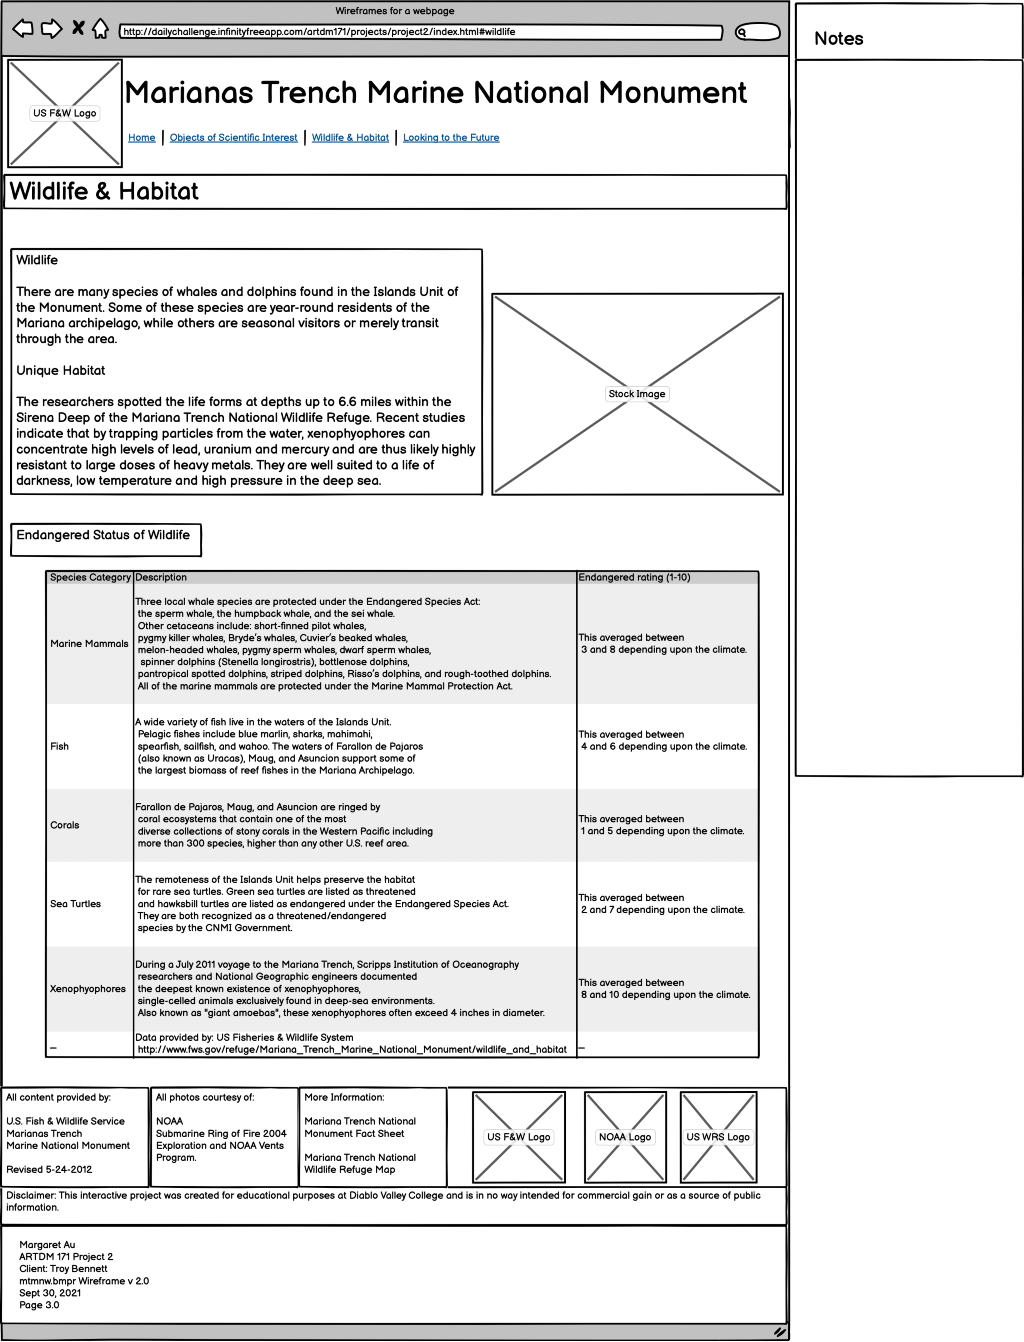 Wireframes for a webpage
http://dailychallenge.infinityfreeapp.com/artdm171/projects/project2/index.html#wildlife
Notes
US F&W Logo
Marianas Trench Marine National Monument
Home | Objects of Scientific Interest | Wildlife & Habitat | Looking to the Future
Wildlife & Habitat
Wildlife
There are many species of whales and dolphins found in the Islands Unit of
the Monument. Some of these species are year-round residents of the
Mariana archipelago, while others are seasonal visitors or merely transit
through the area.
Unique Habitat
The researchers spotted the life forms at depths up to 6.6 miles within the
Sirena Deep of the Mariana Trench National Wildlife Refuge. Recent studies
indicate that by trapping particles from the water, xenophyophores can
concentrate high levels of lead, uranium and mercury and are thus likely highly
resistant to large doses of heavy metals. They are well suited to a life of
darkness, low temperature and high pressure in the deep sea.
Stock Image
Endangered Status of Wildlife
Species Category Description Endangered rating (1-10)
Marine Mammals
Three local whale species are protected under the Endangered Species Act:
the sperm whale, the humpback whale, and the sei whale.
Other cetaceans include: short-finned pilot whales,
pygmy killer whales, Bryde's whales, Cuvier's beaked whales,
melon-headed whales, pygmy sperm whales, dwarf sperm whales,
spinner dolphins (Stenella longirostris), bottlenose dolphins,
pantropical spotted dolphins, striped dolphins, Risso's dolphins, and rough-toothed dolphins.
All of the marine mammals are protected under the Marine Mammal Protection Act.
This averaged between
3 and 8 depending upon the climate.
Fish
A wide variety of fish live in the waters of the Islands Unit.
Pelagic fishes include blue marlin, sharks, mahimahi,
spearfish, sailfish, and wahoo. The waters of Farallon de Pajaros
(also known as Uracas), Maug, and Asuncion support some of
the largest biomass of reef fishes in the Mariana Archipelago.
This averaged between
4 and 6 depending upon the climate.
Corals
Farallon de Pajaros, Maug, and Asuncion are ringed by
coral ecosystems that contain one of the most
diverse collections of stony corals in the Western Pacific including
more than 300 species, higher than any other U.S. reef area.
This averaged between
1 and 5 depending upon the climate.
Sea Turtles
The remoteness of the Islands Unit helps preserve the habitat
for rare sea turtles. Green sea turtles are listed as threatened
and hawksbill turtles are listed as endangered under the Endangered Species Act.
They are both recognized as a threatened/endangered
species by the CNMI Government.
This averaged between
2 and 7 depending upon the climate.
Xenophyophores
During a July 2011 voyage to the Mariana Trench, Scripps Institution of Oceanography
researchers and National Geographic engineers documented
the deepest known existence of xenophyophores,
single-celled animals exclusively found in deep-sea environments.
Also known as "giant amoebas", these xenophyophores often exceed 4 inches in diameter.
This averaged between
8 and 10 depending upon the climate.
–
Data provided by: US Fisheries & Wildlife System
http://www.fws.gov/refuge/Mariana_Trench_Marine_National_Monument/wildlife_and_habitat
–
All content provided by:
U.S. Fish & Wildlife Service
Marianas Trench
Marine National Monument
Revised 5-24-2012
All photos courtesy of:
NOAA
Submarine Ring of Fire 2004
Exploration and NOAA Vents
Program.
More Information:
Mariana Trench National
Monument Fact Sheet
Mariana Trench National
Wildlife Refuge Map
US F&W Logo
NOAA Logo
US WRS Logo
Disclaimer: This interactive project was created for educational purposes at Diablo Valley College and is in no way intended for commercial gain or as a source of public
information.
Margaret Au
ARTDM 171 Project 2
Client: Troy Bennett
mtmnw.bmpr Wireframe v 2.0
Sept 30, 2021
Page 3.0